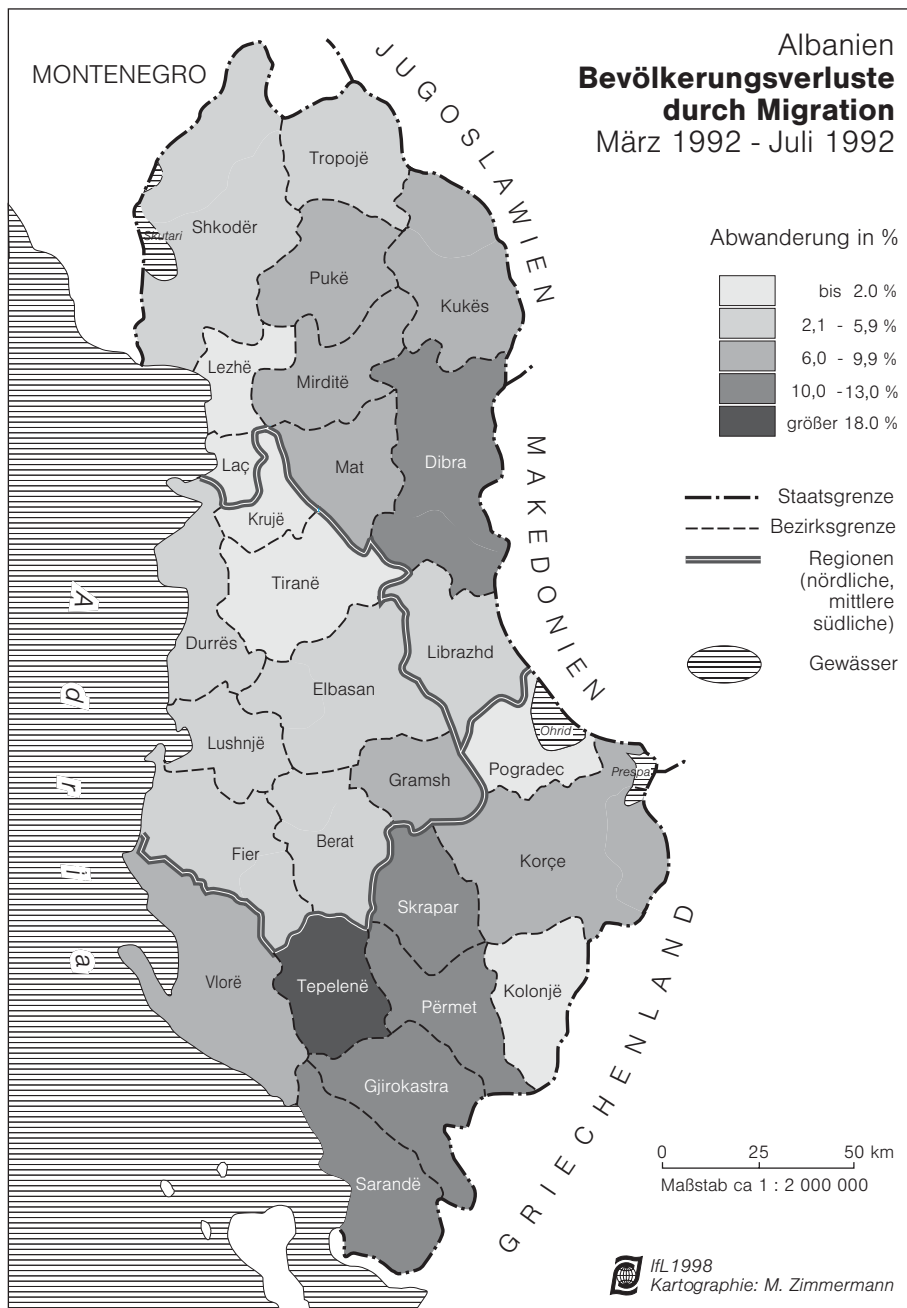 Albanien
Bevölkerungsverluste
durch Migration
März 1992 - Juli 1992
MONTENEGRO
JUGOSLAWIEN
MAKEDONIEN
GRIECHENLAND
Adria
Tropojë
Shkodër
Skutari
Pukë
Kukës
Lezhë
Mirditë
Laç
Mat
Dibra
Krujë
Tiranë
Durrës
Librazhd
Elbasan
Lushnjë
Ohrid
Pogradec
Prespa
Gramsh
Fier
Berat
Korçe
Skrapar
Vlorë
Tepelenë
Përmet
Kolonjë
Gjirokastra
Sarandë
Abwanderung in %
bis 2.0 %
2,1 - 5,9 %
6,0 - 9,9 %
10,0 -13,0 %
größer 18.0 %
Staatsgrenze
Bezirksgrenze
Regionen
(nördliche,
mittlere
südliche)
Gewässer
0 25 50 km
Maßstab ca 1 : 2 000 000
IfL1998
Kartographie: M. Zimmermann